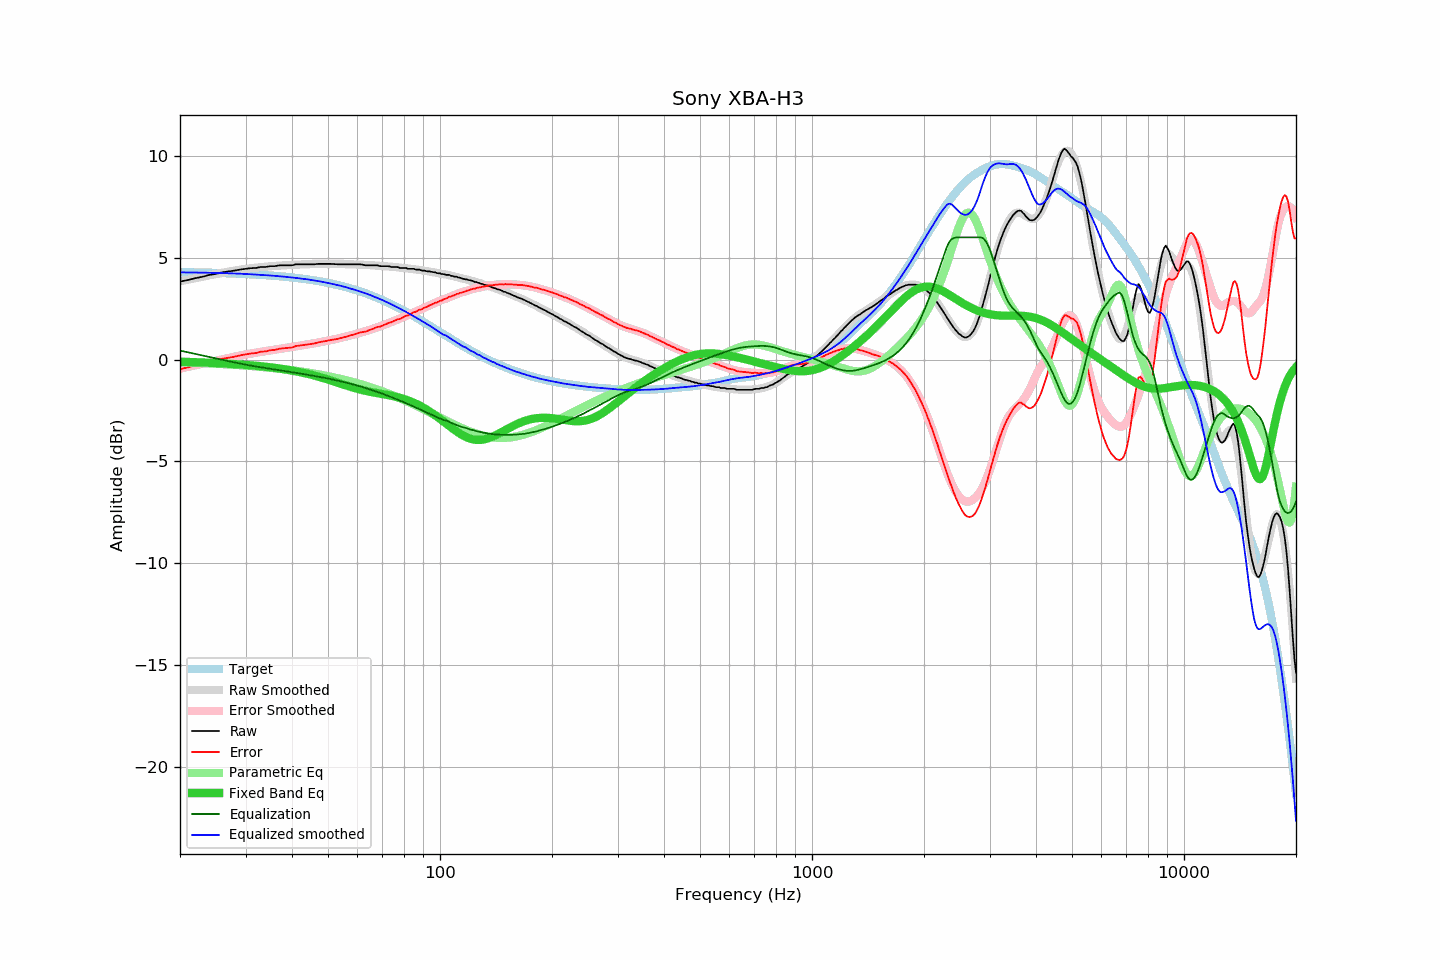 Sony XBA-H3
Amplitude (dBr)
10
5
0
−5
−10
−15
−20
Target
Raw Smoothed
Error Smoothed
Raw
Error
Parametric Eq
Fixed Band Eq
Equalization
Equalized smoothed
100
1000
10000
Frequency (Hz)